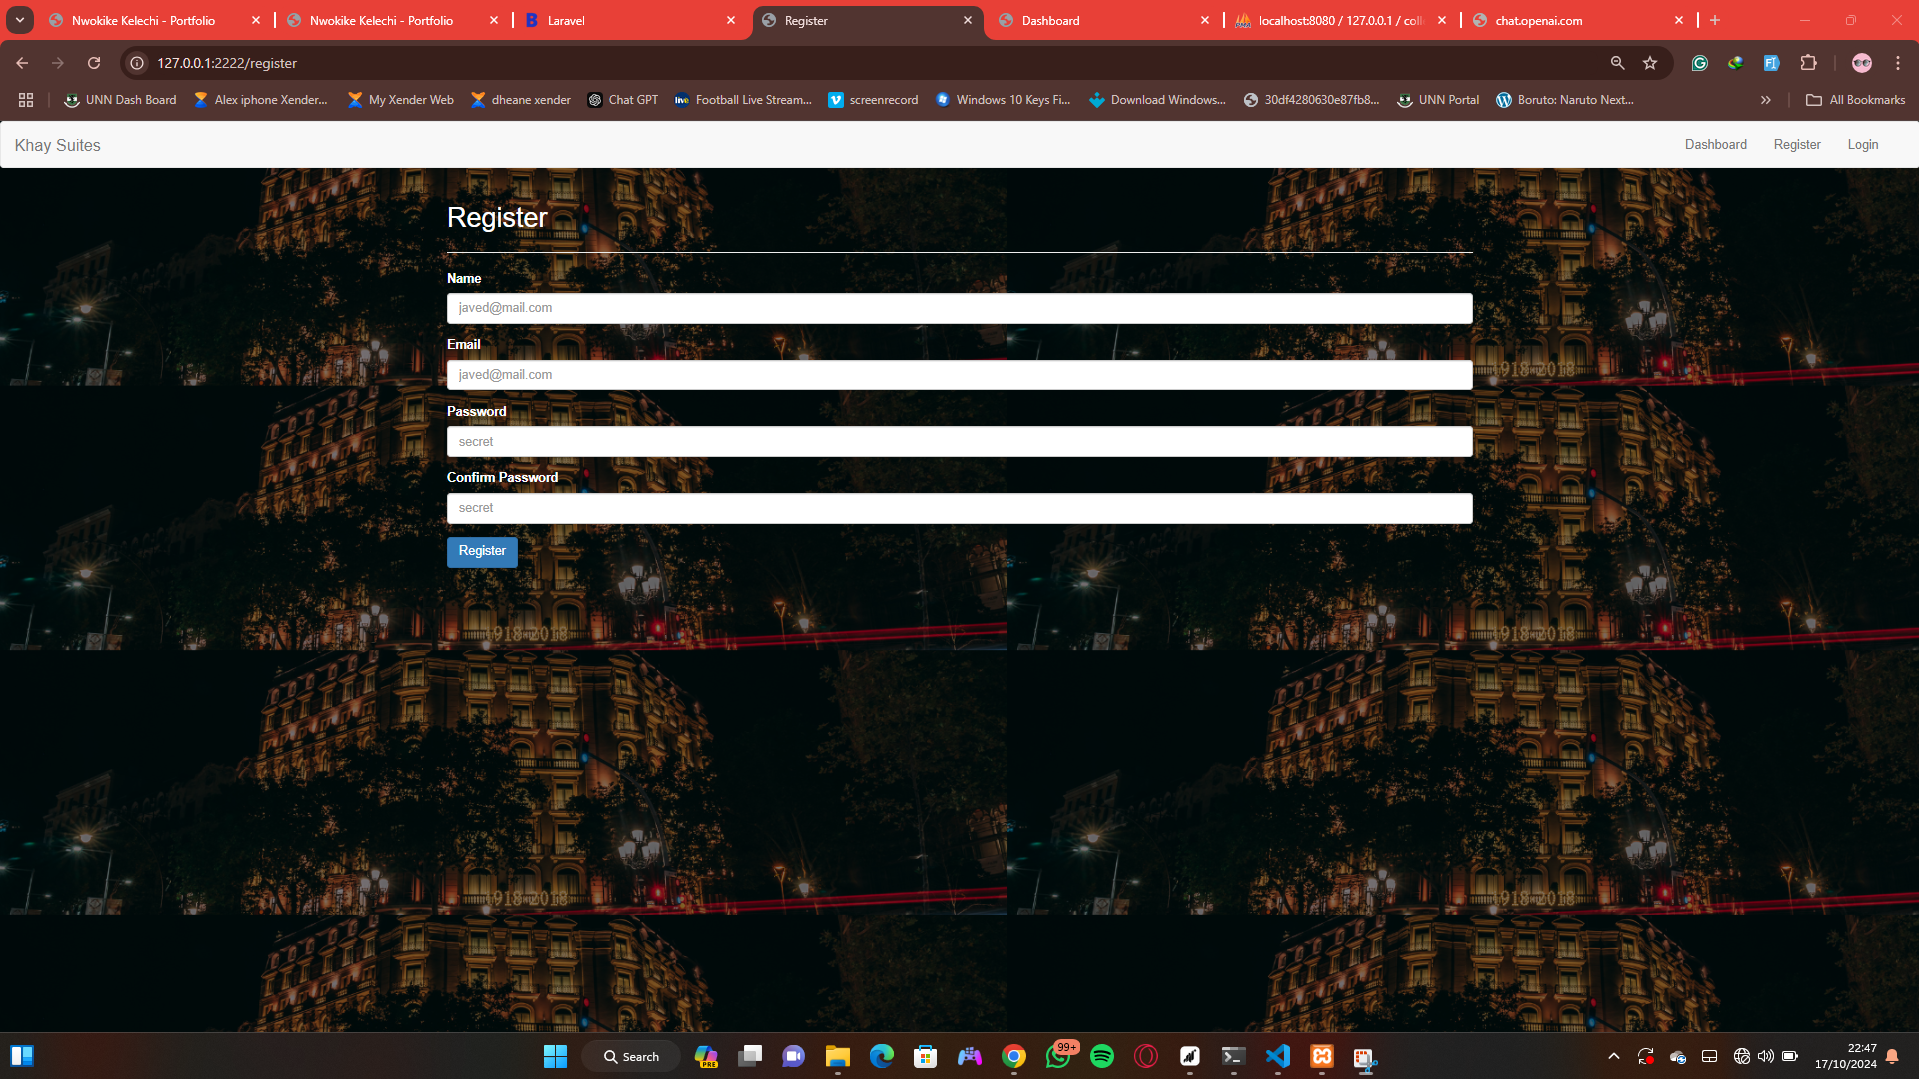 Nwokike Kelechi - Portfolio
Nwokike Kelechi - Portfolio
Laravel
Register
Dashboard
localhost:8080 / 127.0.0.1 / coll
chat.openai.com
127.0.0.1:2222/register
UNN Dash Board
Alex iphone Xender...
My Xender Web
dheane xender
Chat GPT
Football Live Stream...
screenrecord
Windows 10 Keys Fi...
Download Windows...
30df4280630e87fb8...
UNN Portal
Boruto: Naruto Next...
All Bookmarks
Khay Suites
Dashboard
Register
Login
Register
Name
javed@mail.com
Email
javed@mail.com
Password
secret
Confirm Password
secret
Register
Search
PRE
99+
22:47
17/10/2024